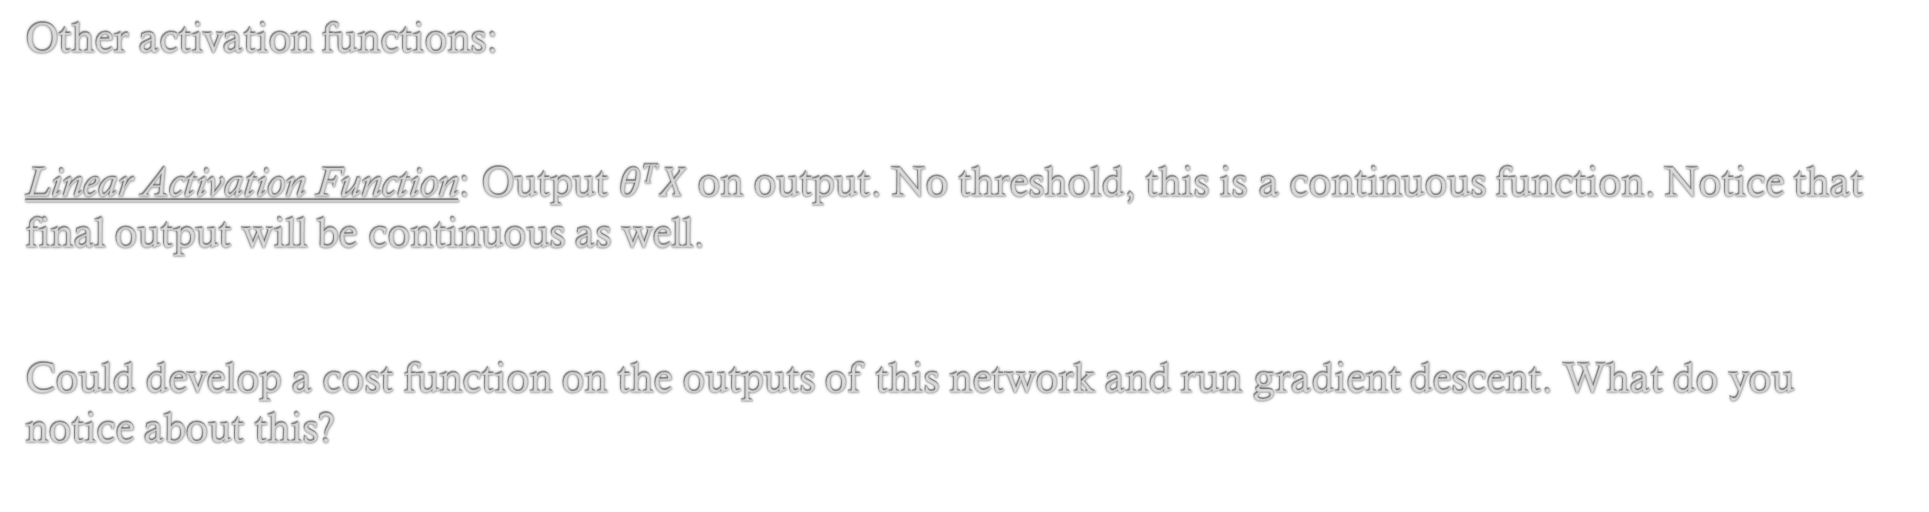 Other activation functions:
Linear Activation Function: Output θᵀX on output. No threshold, this is a continuous function. Notice that
final output will be continuous as well.
Could develop a cost function on the outputs of this network and run gradient descent. What do you
notice about this?